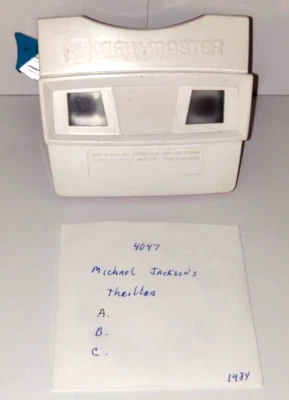 VIEW-MASTER
4047
Michael Jackson's
Thriller
A.
B.
C.
1984